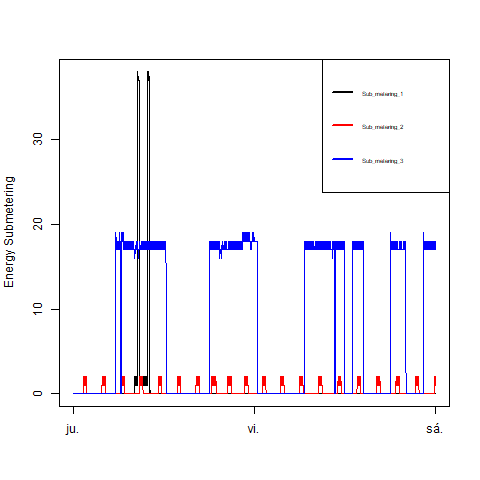 Sub_metering_1
Sub_metering_2
Sub_metering_3
Energy Submetering
30
20
10
0
ju.
vi.
sá.